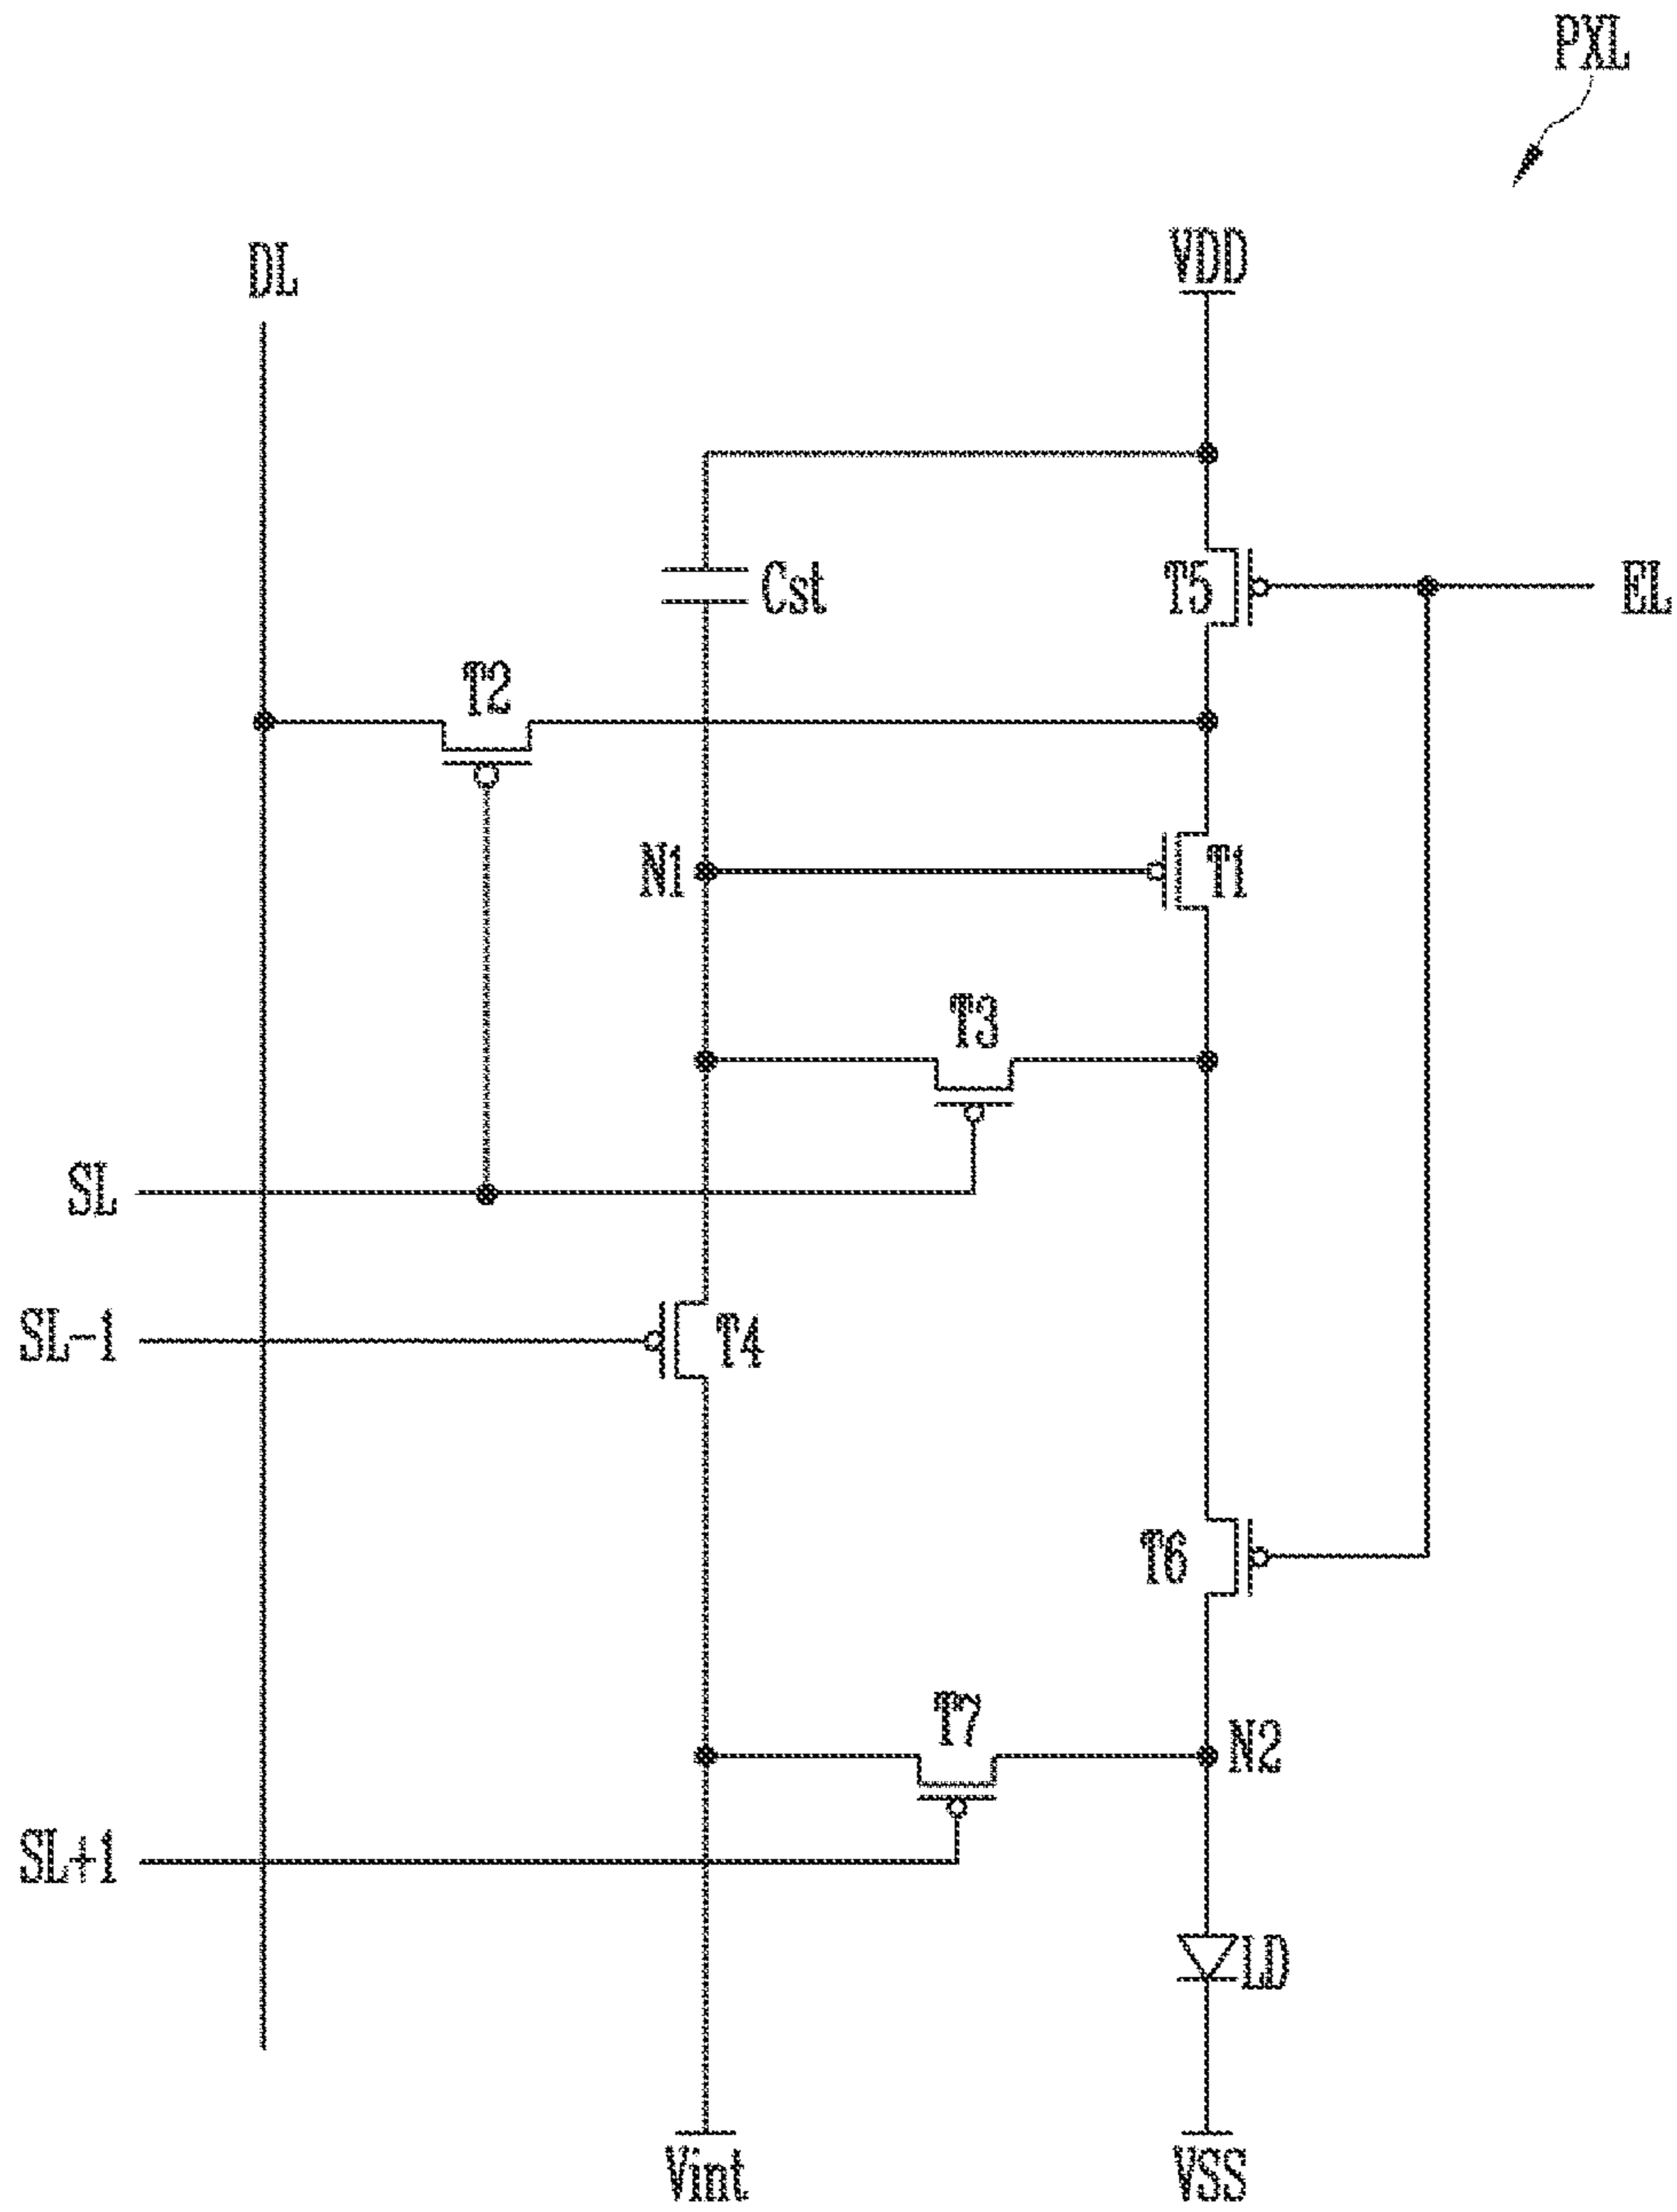 PXL
DL
VDD
Cst
T5
EL
T2
N1
T1
T3
SL
SL-1
T4
T6
T7
N2
SL+1
LD
Vint
VSS